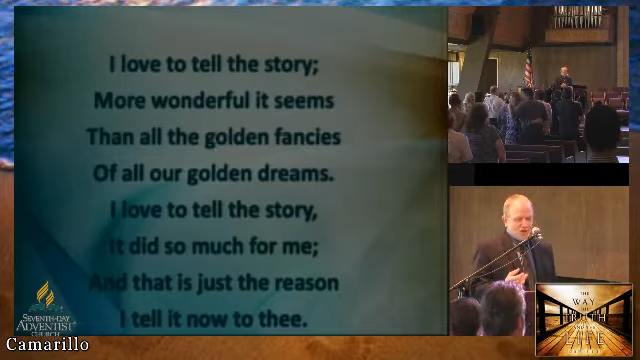 I love to tell the story;
More wonderful it seems
Than all the golden fancies
Of all our golden dreams.
I love to tell the story,
It did so much for me;
And that is just the reason
I tell it now to thee.
SEVENTH-DAY
ADVENTIST
CHURCH
Camarillo
THE
WAY
TRUTH
LIFE